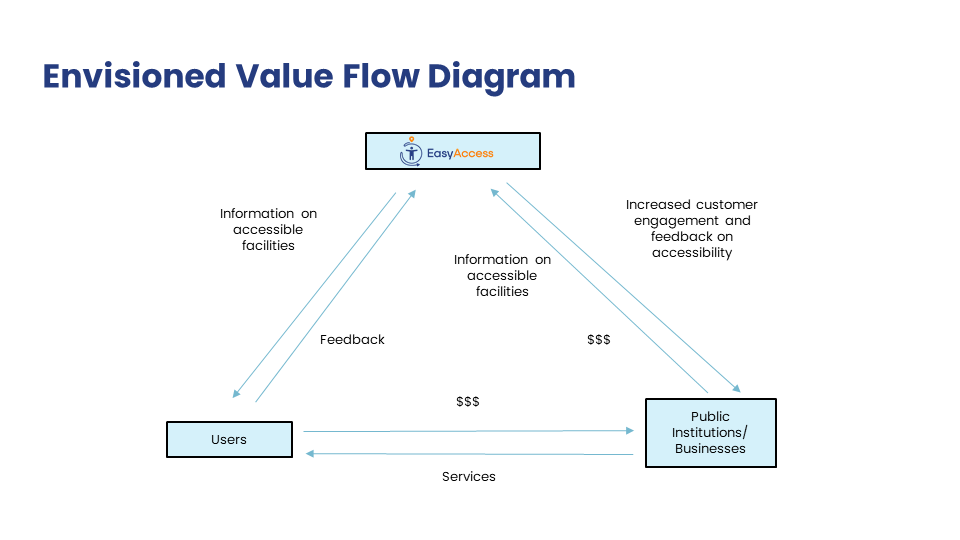 Envisioned Value Flow Diagram
EasyAccess
Information on
accessible
facilities
Increased customer
engagement and
feedback on
accessibility
Information on
accessible
facilities
Feedback
$$$
$$$
Users
Public
Institutions/
Businesses
Services